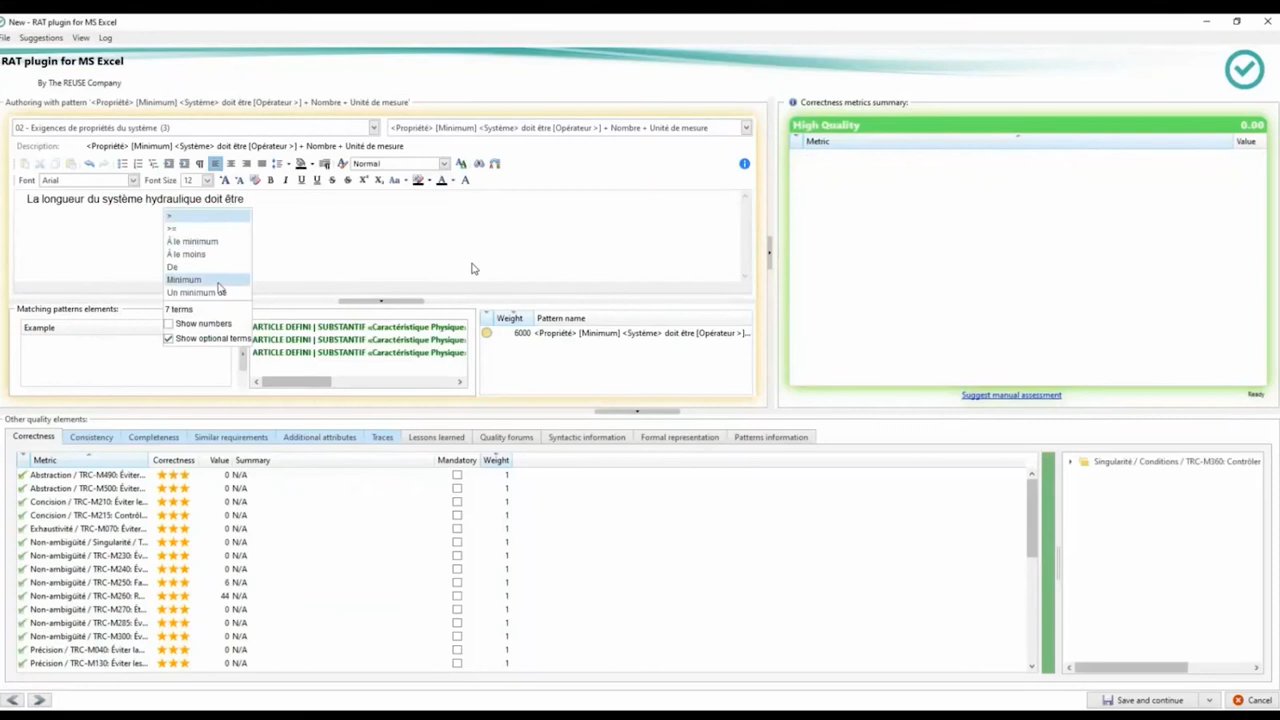 New - RAT plugin for MS Excel
File Suggestions View Log
RAT plugin for MS Excel
By The REUSE Company
Authoring with pattern '<Propriété> [Minimum] <Système> doit être [Opérateur >] + Nombre + Unité de mesure'
02 - Exigences de propriétés du système (3)
<Propriété> [Minimum] <Système> doit être [Opérateur >] + Nombre + Unité de mesure
Description: <Propriété> [Minimum] <Système> doit être [Opérateur >] + Nombre + Unité de mesure
Normal
Font Arial Font Size 12
La longueur du système hydraulique doit être
>
>=
À le minimum
À le moins
De
Minimum
Un minimum de
7 terms
Show numbers
Show optional terms
Matching patterns elements:
Example
ARTICLE DEFINI | SUBSTANTIF «Caractéristique Physique»
ARTICLE DEFINI | SUBSTANTIF «Caractéristique Physique»
ARTICLE DEFINI | SUBSTANTIF «Caractéristique Physique»
Weight Pattern name
6000 <Propriété> [Minimum] <Système> doit être [Opérateur >]...
Correctness metrics summary:
High Quality 0.00
Metric Value
Suggest manual assessment
Ready
Other quality elements:
Correctness Consistency Completeness Similar requirements Additional attributes Traces Lessons learned Quality forums Syntactic information Formal representation Patterns information
Metric Correctness Value Summary Mandatory Weight
Abstraction / TRC-M490: Éviter... 0 N/A 1
Abstraction / TRC-M500: Éviter... 0 N/A 1
Concision / TRC-M210: Éviter le... 0 N/A 1
Concision / TRC-M215: Contrôl... 0 N/A 1
Exhaustivité / TRC-M070: Éviter... 0 N/A 1
Non-ambigüité / Singularité / T... 0 N/A 1
Non-ambigüité / TRC-M230: Év... 0 N/A 1
Non-ambigüité / TRC-M240: Év... 0 N/A 1
Non-ambigüité / TRC-M250: Fa... 6 N/A 1
Non-ambigüité / TRC-M260: R... 44 N/A 1
Non-ambigüité / TRC-M270: Ét... 0 N/A 1
Non-ambigüité / TRC-M285: Év... 0 N/A 1
Non-ambigüité / TRC-M300: Év... 0 N/A 1
Précision / TRC-M040: Éviter la... 0 N/A 1
Précision / TRC-M130: Éviter les... 0 N/A 1
Singularité / Conditions / TRC-M360: Contrôler
Save and continue
Cancel